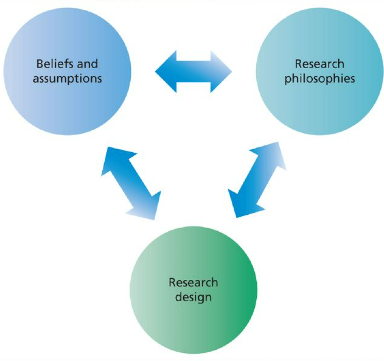 Beliefs and
assumptions
Research
philosophies
Research
design